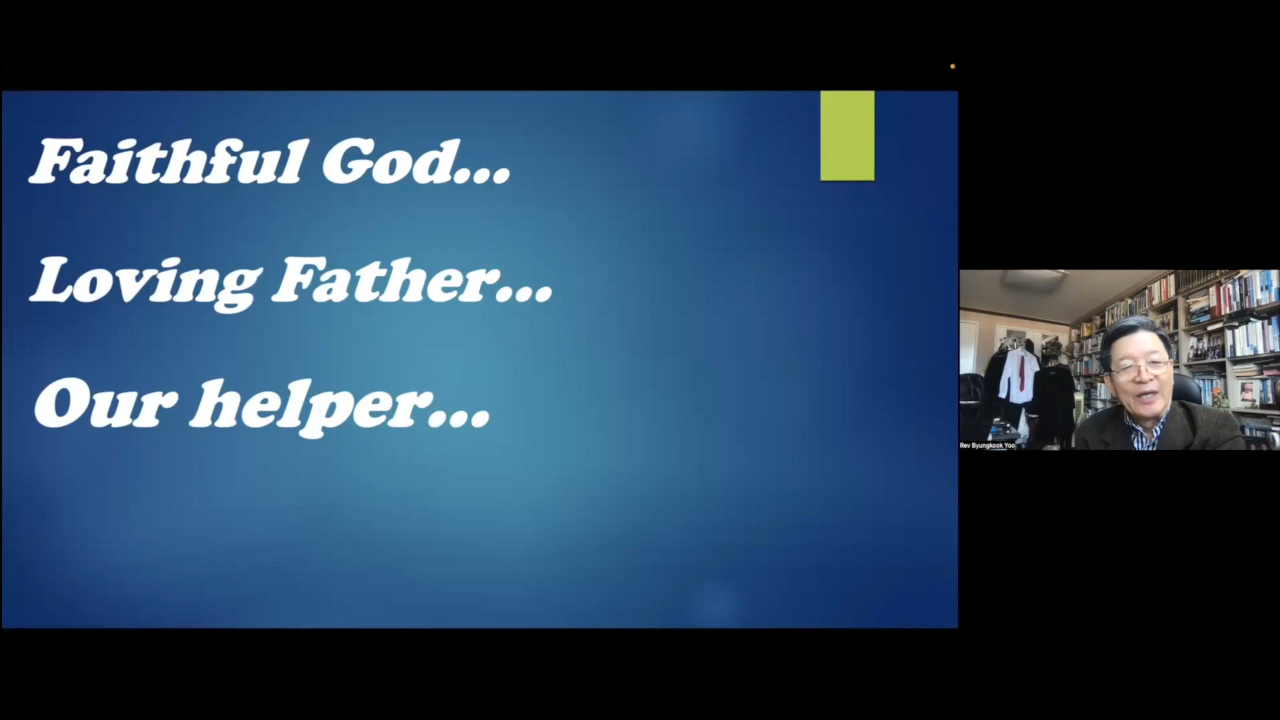 Faithful God...
Loving Father...
Our helper...
Rev Byungkook Yoo